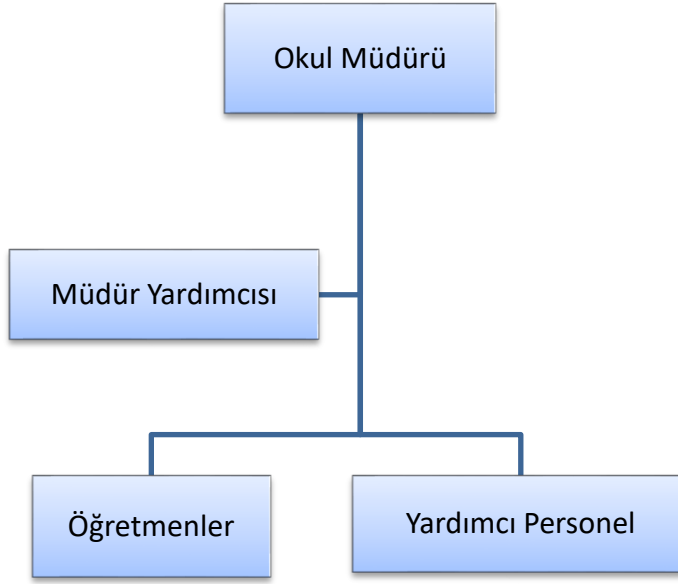 Okul Müdürü
Müdür Yardımcısı
Öğretmenler
Yardımcı Personel